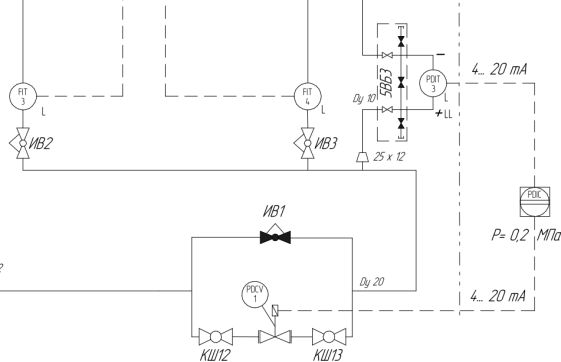 FIT
3
L
ИВ2
FIT
4
L
ИВ3
Dy 10
5ВБЗ
–
PDIT
3
L
+LL
4... 20 mA
25 x 12
PDIC
P= 0,2 МПа
ИВ1
PDCV
1
Dy 20
4... 20 mA
КШ12
КШ13